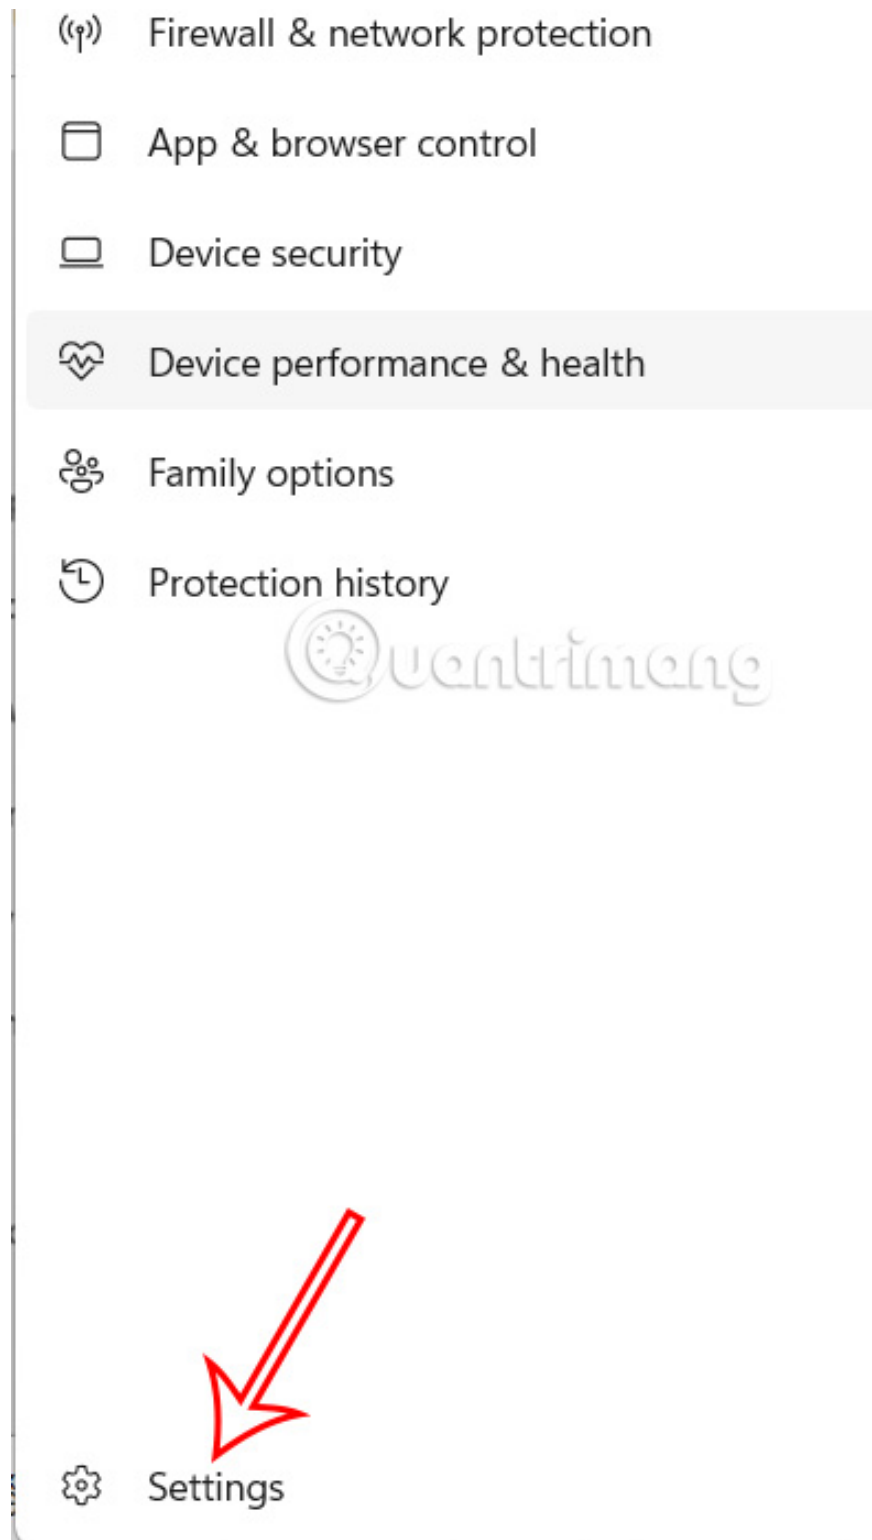 Firewall & network protection
App & browser control
Device security
Device performance & health
Family options
Protection history
Quantrimang
Settings